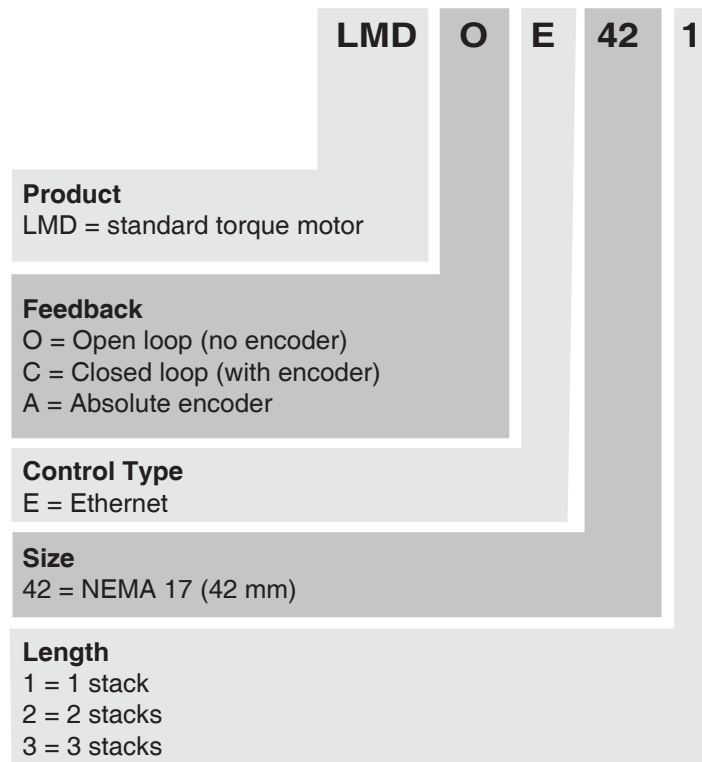 LMD O E 42 1
Product
LMD = standard torque motor
Feedback
O = Open loop (no encoder)
C = Closed loop (with encoder)
A = Absolute encoder
Control Type
E = Ethernet
Size
42 = NEMA 17 (42 mm)
Length
1 = 1 stack
2 = 2 stacks
3 = 3 stacks